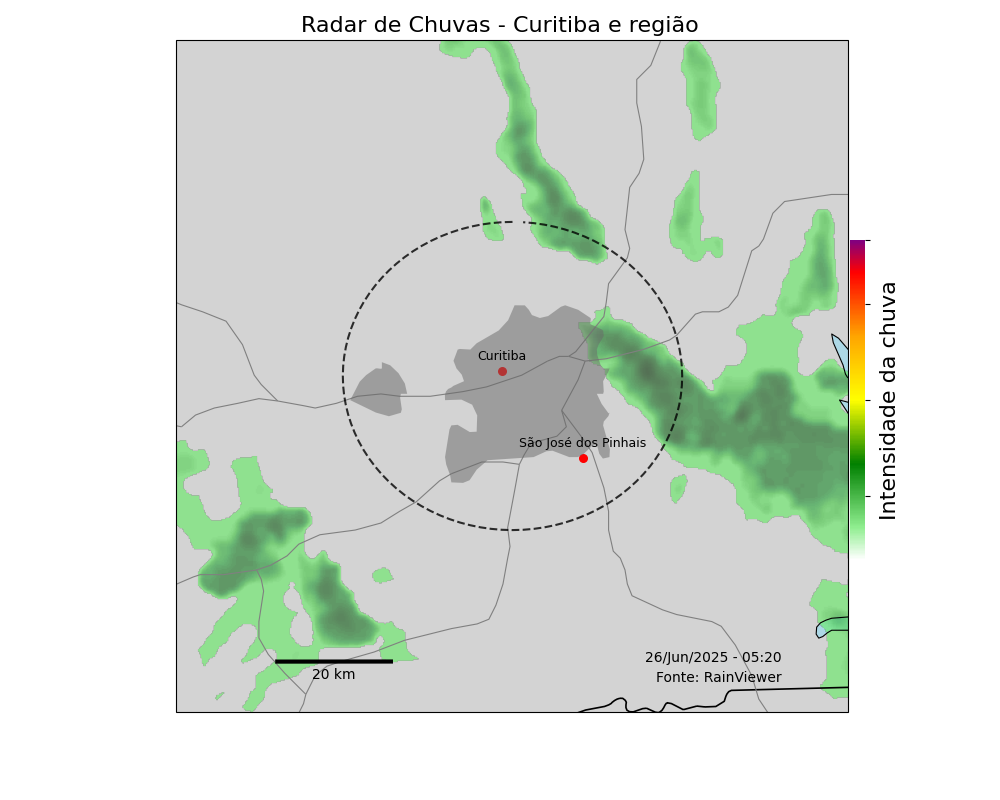 Radar de Chuvas - Curitiba e região
Curitiba
São José dos Pinhais
Intensidade da chuva
26/Jun/2025 - 05:20
Fonte: RainViewer
20 km